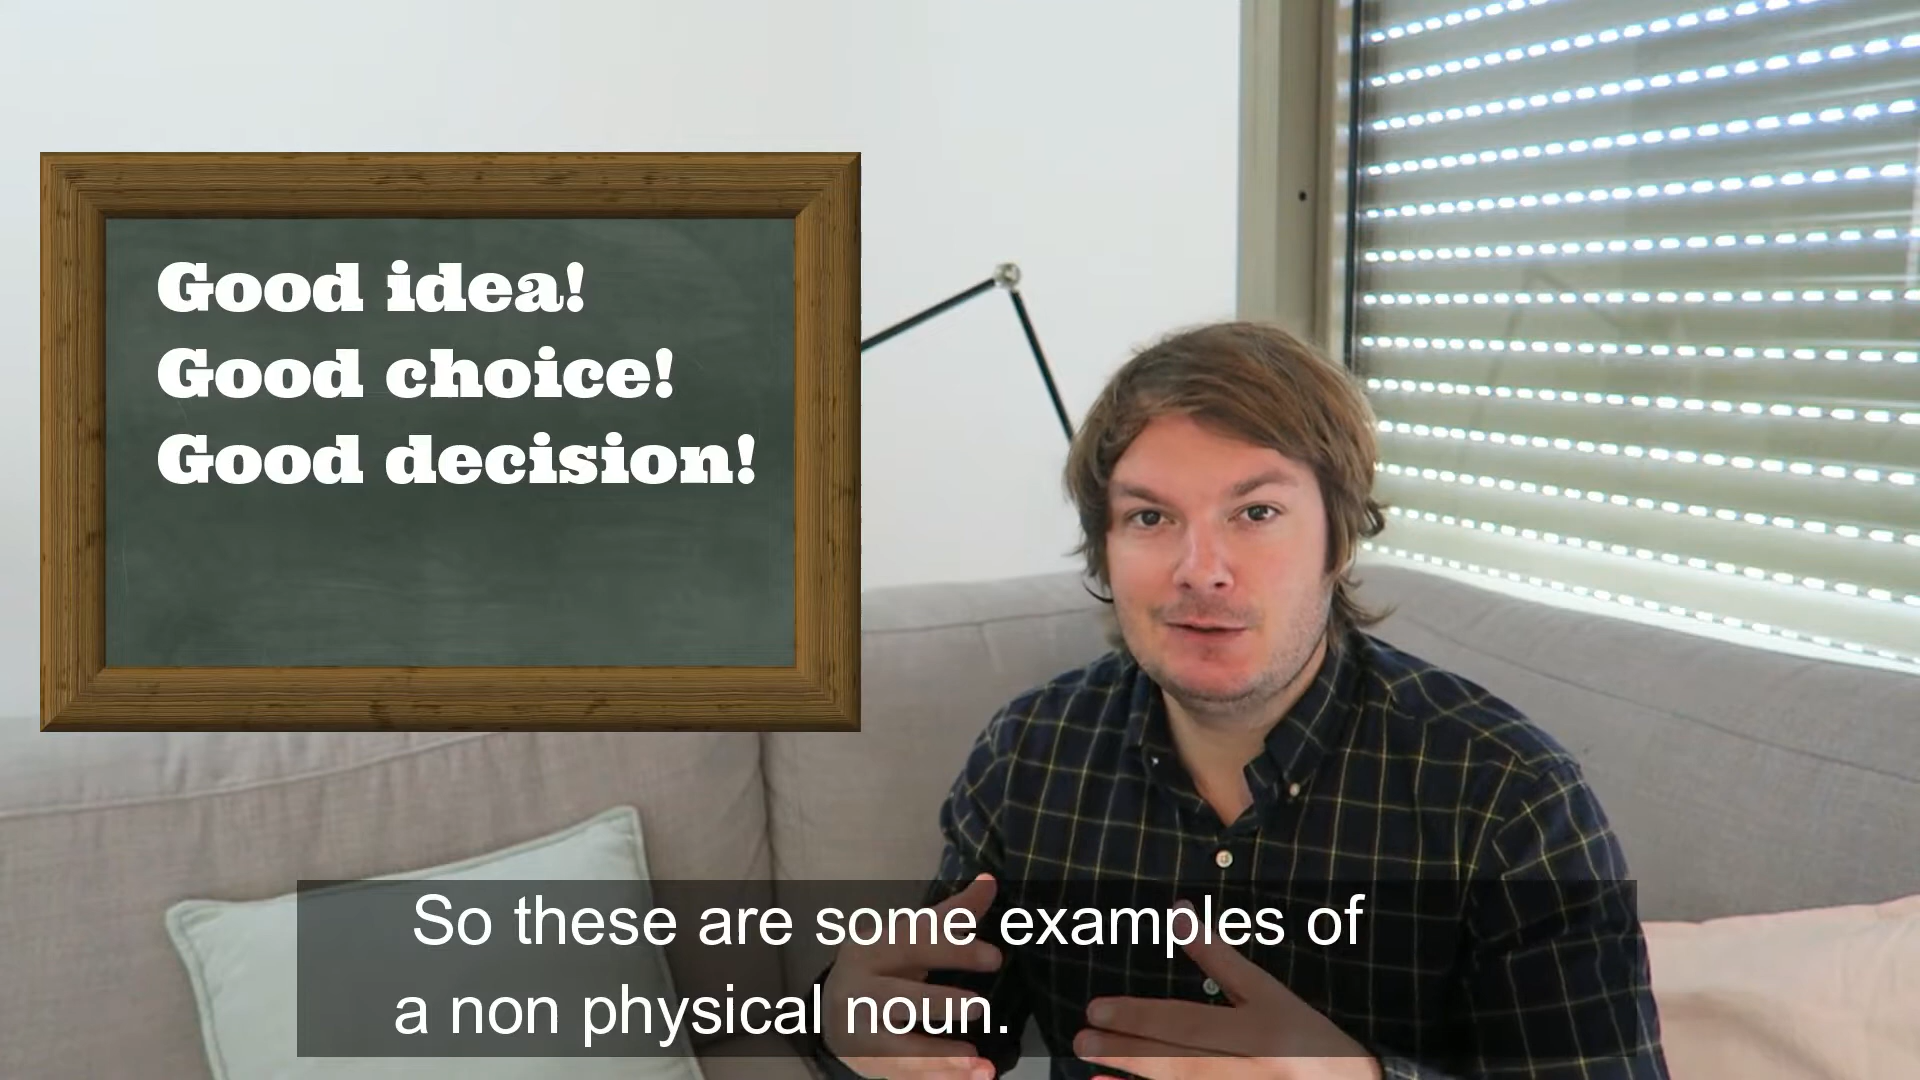 Good idea!
Good choice!
Good decision!
So these are some examples of
a non physical noun.